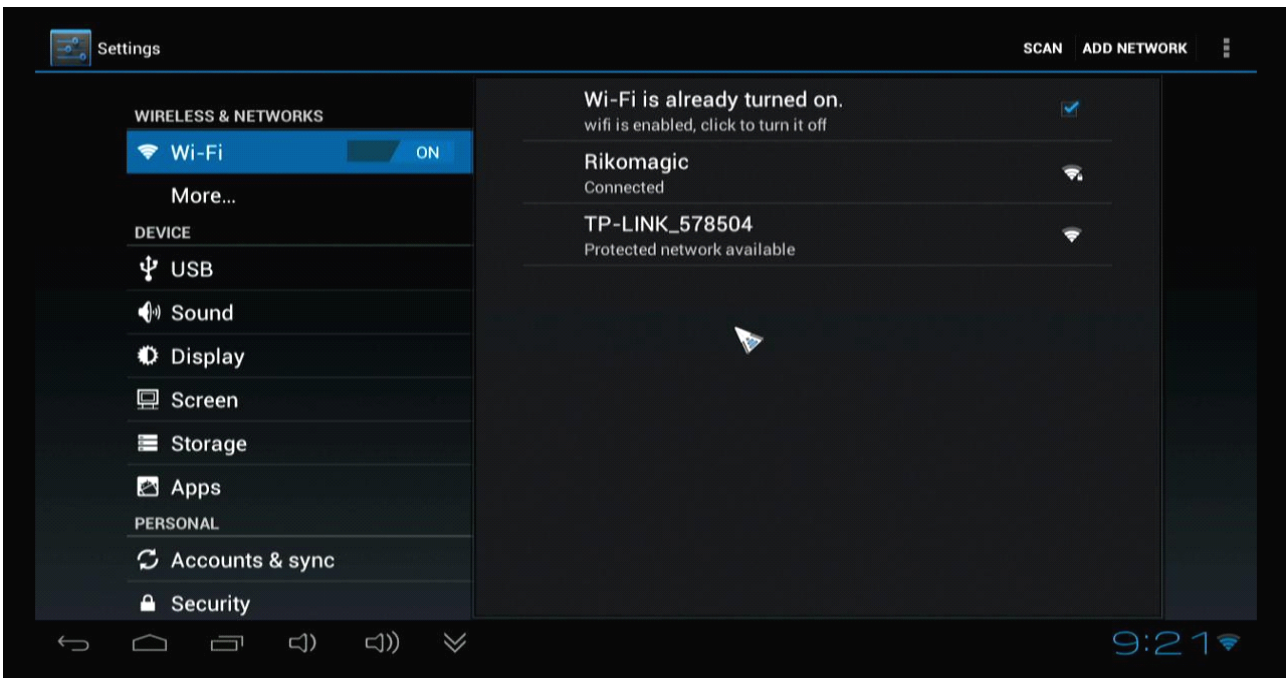 Settings
SCAN
ADD NETWORK
WIRELESS & NETWORKS
Wi-Fi
ON
More...
DEVICE
USB
Sound
Display
Screen
Storage
Apps
PERSONAL
Accounts & sync
Security
Wi-Fi is already turned on.
wifi is enabled, click to turn it off
Rikomagic
Connected
TP-LINK_578504
Protected network available
9:21